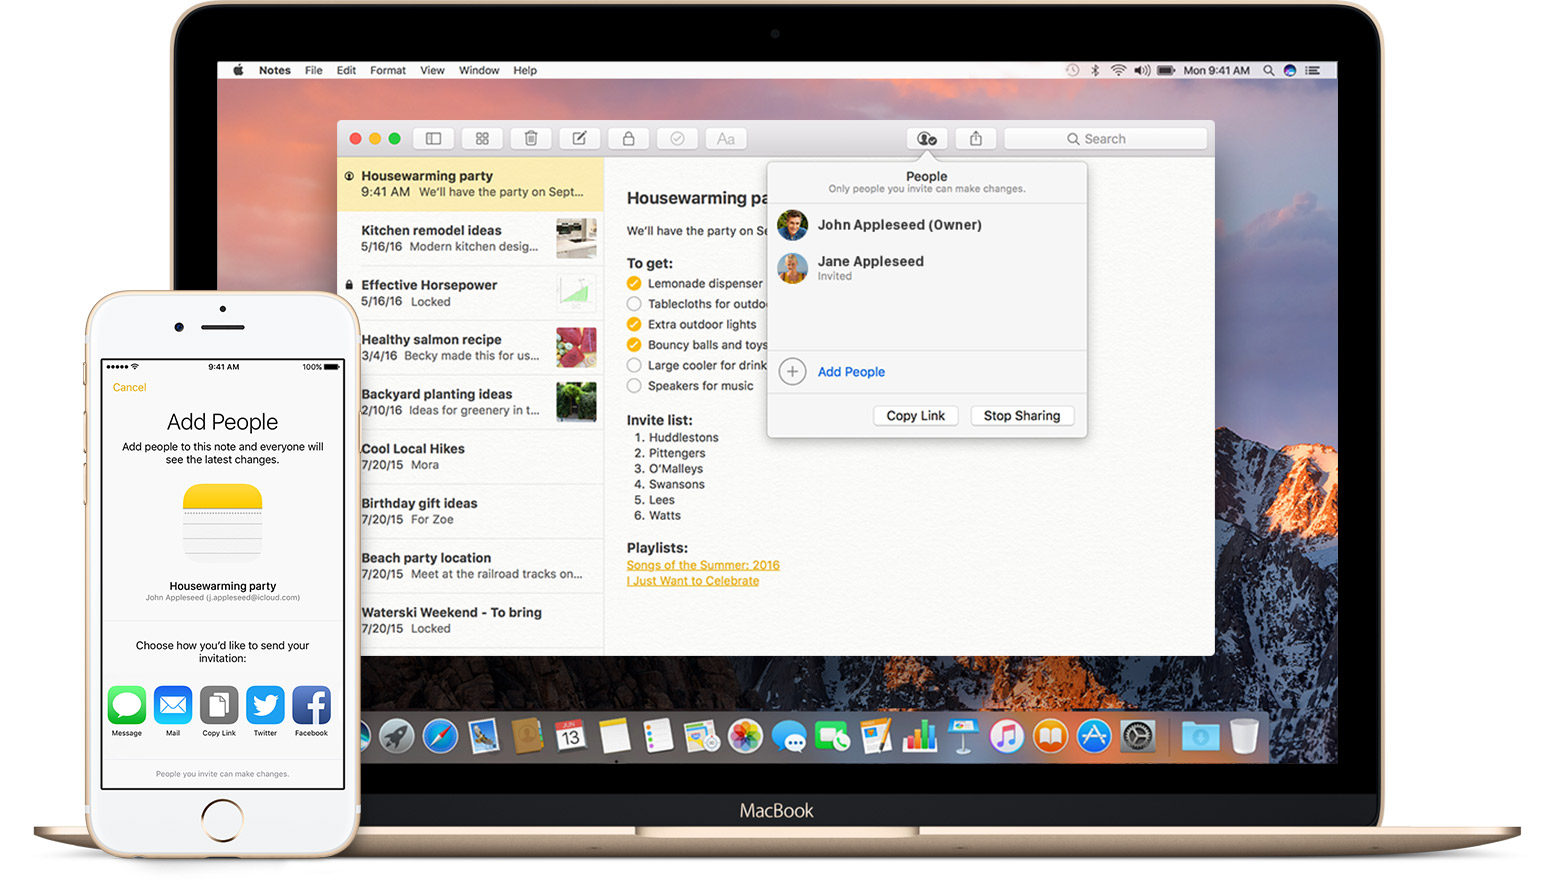 Notes File Edit Format View Window Help Mon 9:41 AM
Aa Search
Housewarming party
9:41 AM We'll have the party on Sept...
Kitchen remodel ideas
5/16/16 Modern kitchen desig...
Effective Horsepower
5/16/16 Locked
Healthy salmon recipe
3/4/16 Becky made this for us...
Backyard planting ideas
2/10/16 Ideas for greenery in t...
Cool Local Hikes
7/20/15 Mora
Birthday gift ideas
7/20/15 For Zoe
Beach party location
7/20/15 Meet at the railroad tracks on...
Waterski Weekend - To bring
7/20/15 Locked
Housewarming pa
We'll have the party on Se
To get:
Lemonade dispenser
Tablecloths for outdo
Extra outdoor lights
Bouncy balls and toys
Large cooler for drink
Speakers for music
Invite list:
1. Huddlestons
2. Pittengers
3. O'Malleys
4. Swansons
5. Lees
6. Watts
Playlists:
Songs of the Summer: 2016
I Just Want to Celebrate
People
Only people you invite can make changes.
John Appleseed (Owner)
Jane Appleseed
Invited
Add People
Copy Link Stop Sharing
JUN
13
MacBook
9:41 AM 100%
Cancel
Add People
Add people to this note and everyone will
see the latest changes.
Housewarming party
John Appleseed (j.appleseed@icloud.com)
Choose how you'd like to send your
invitation:
Message Mail Copy Link Twitter Facebook
People you invite can make changes.